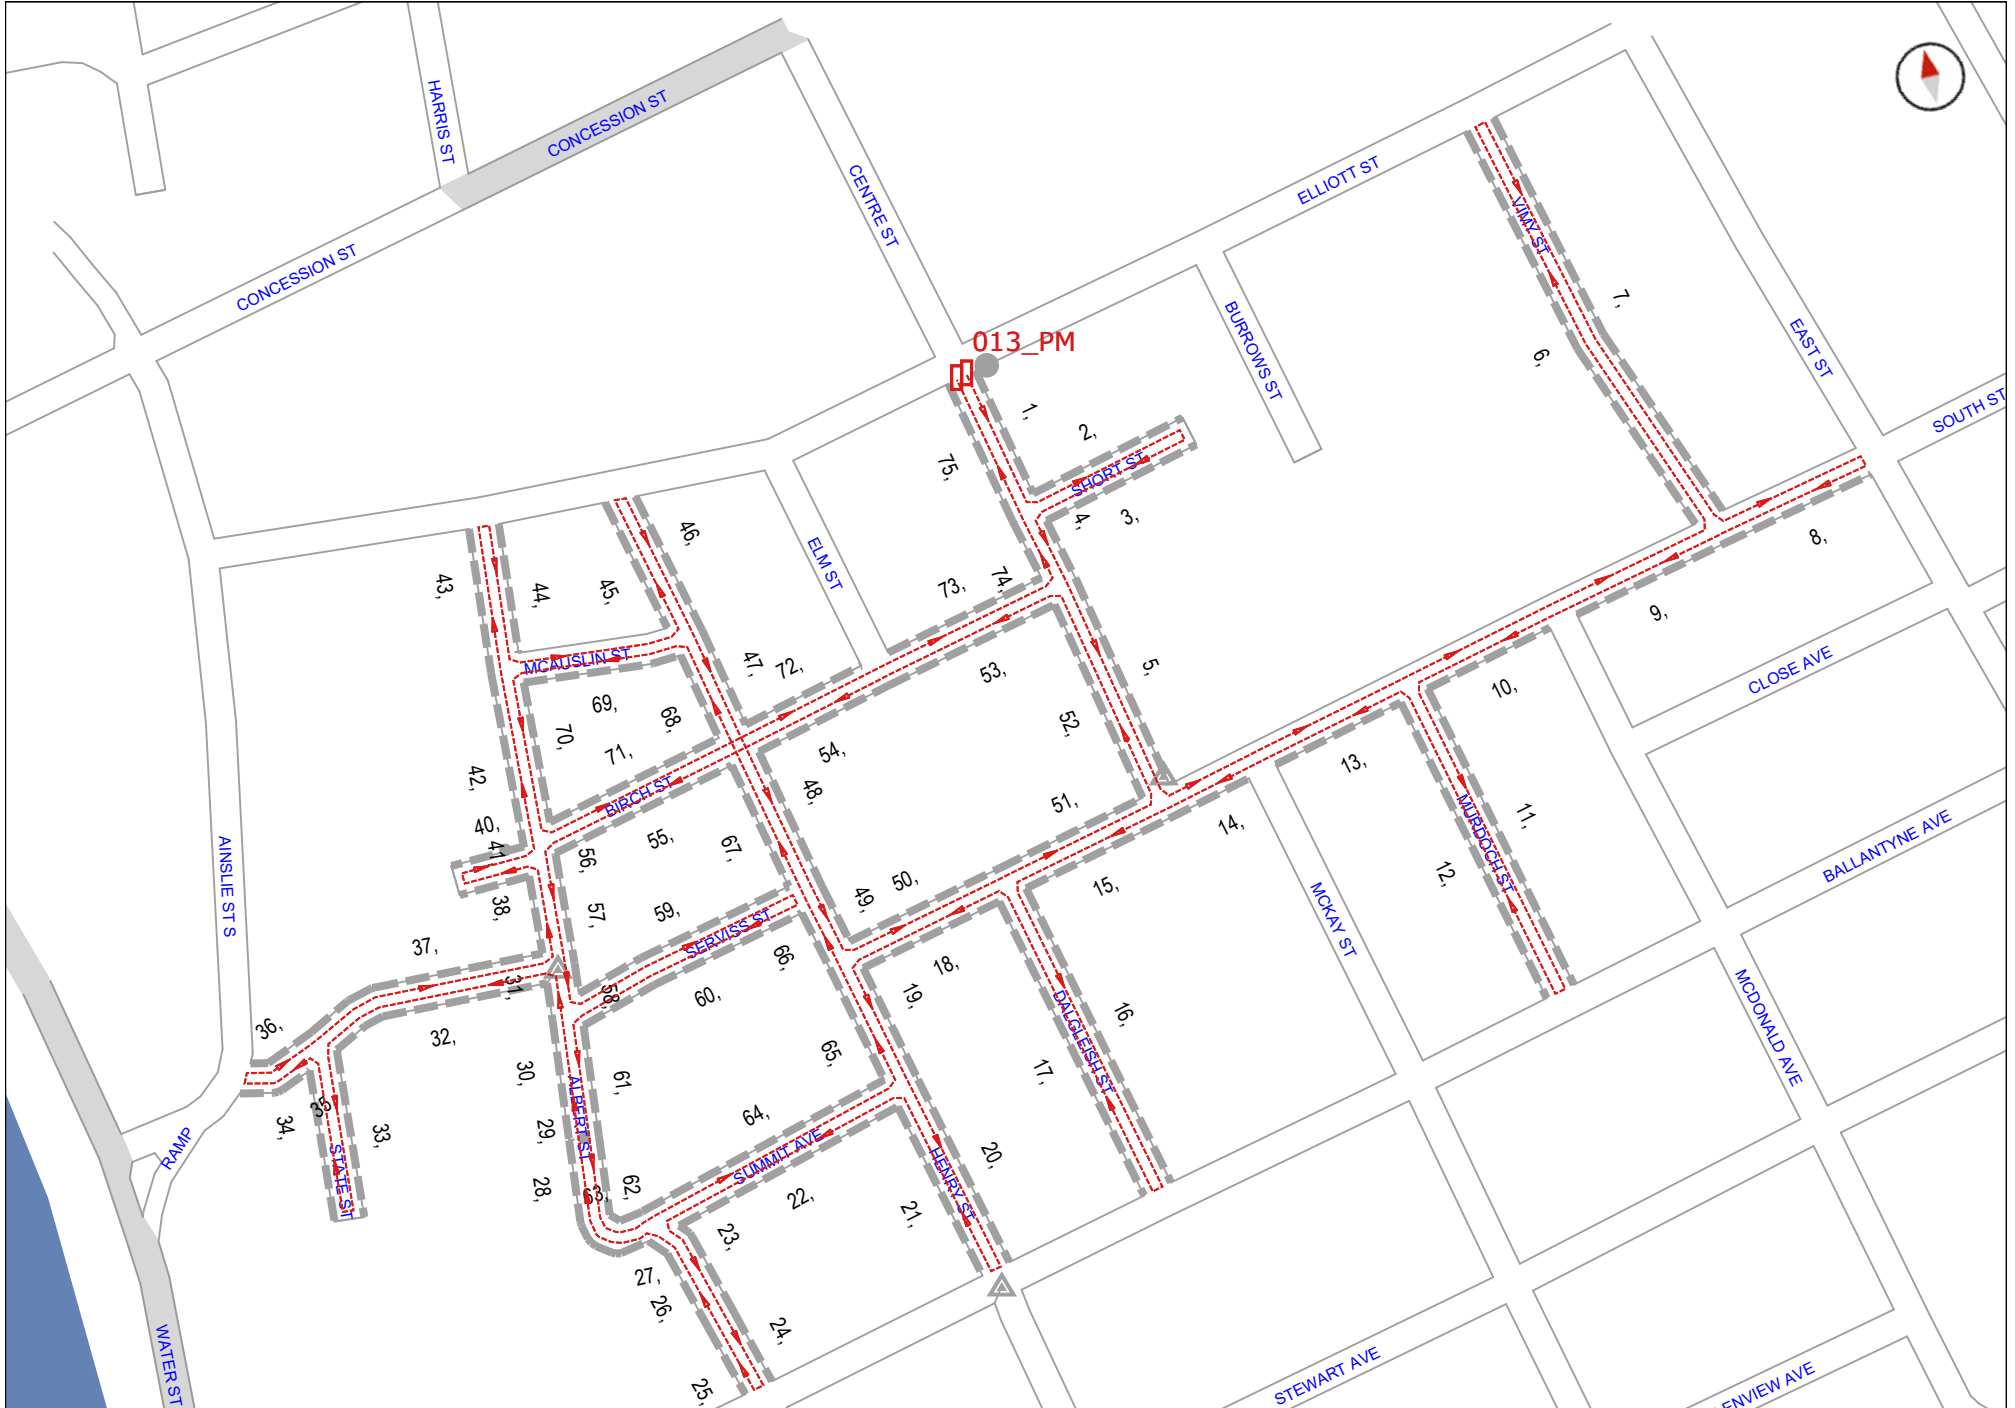 HARRIS ST
CONCESSION ST
CENTRE ST
ELLIOTT ST
VIMY ST
CONCESSION ST
7,
BURROWS ST
013_PM
EAST ST
6,
SOUTH ST
1,
2,
75,
SHORT ST
4,
3,
46,
8,
ELM ST
43,
44,
45,
73,
74,
9,
MCAUSLIN ST
47,
72,
53,
5,
CLOSE AVE
10,
69,
68,
70,
71,
52,
54,
13,
42,
BIRCH ST
48,
51,
MURDOCH ST
11,
40,
41,
55,
67,
14,
BALLANTYNE AVE
56,
12,
AINSLIE ST S
38,
57,
59,
49,
50,
15,
MCKAY ST
SERVISS ST
37,
66,
18,
31,
58,
60,
19,
DALGLEISH ST
16,
MCDONALD AVE
36,
32,
65,
30,
61,
17,
ALBERT ST
35,
34,
33,
29,
64,
RAMP
STATE ST
SUMMIT AVE
HENRY ST
20,
28,
63,
62,
22,
21,
23,
27,
26,
24,
WATER ST
25,
STEWART AVE
ENVIEW AVE